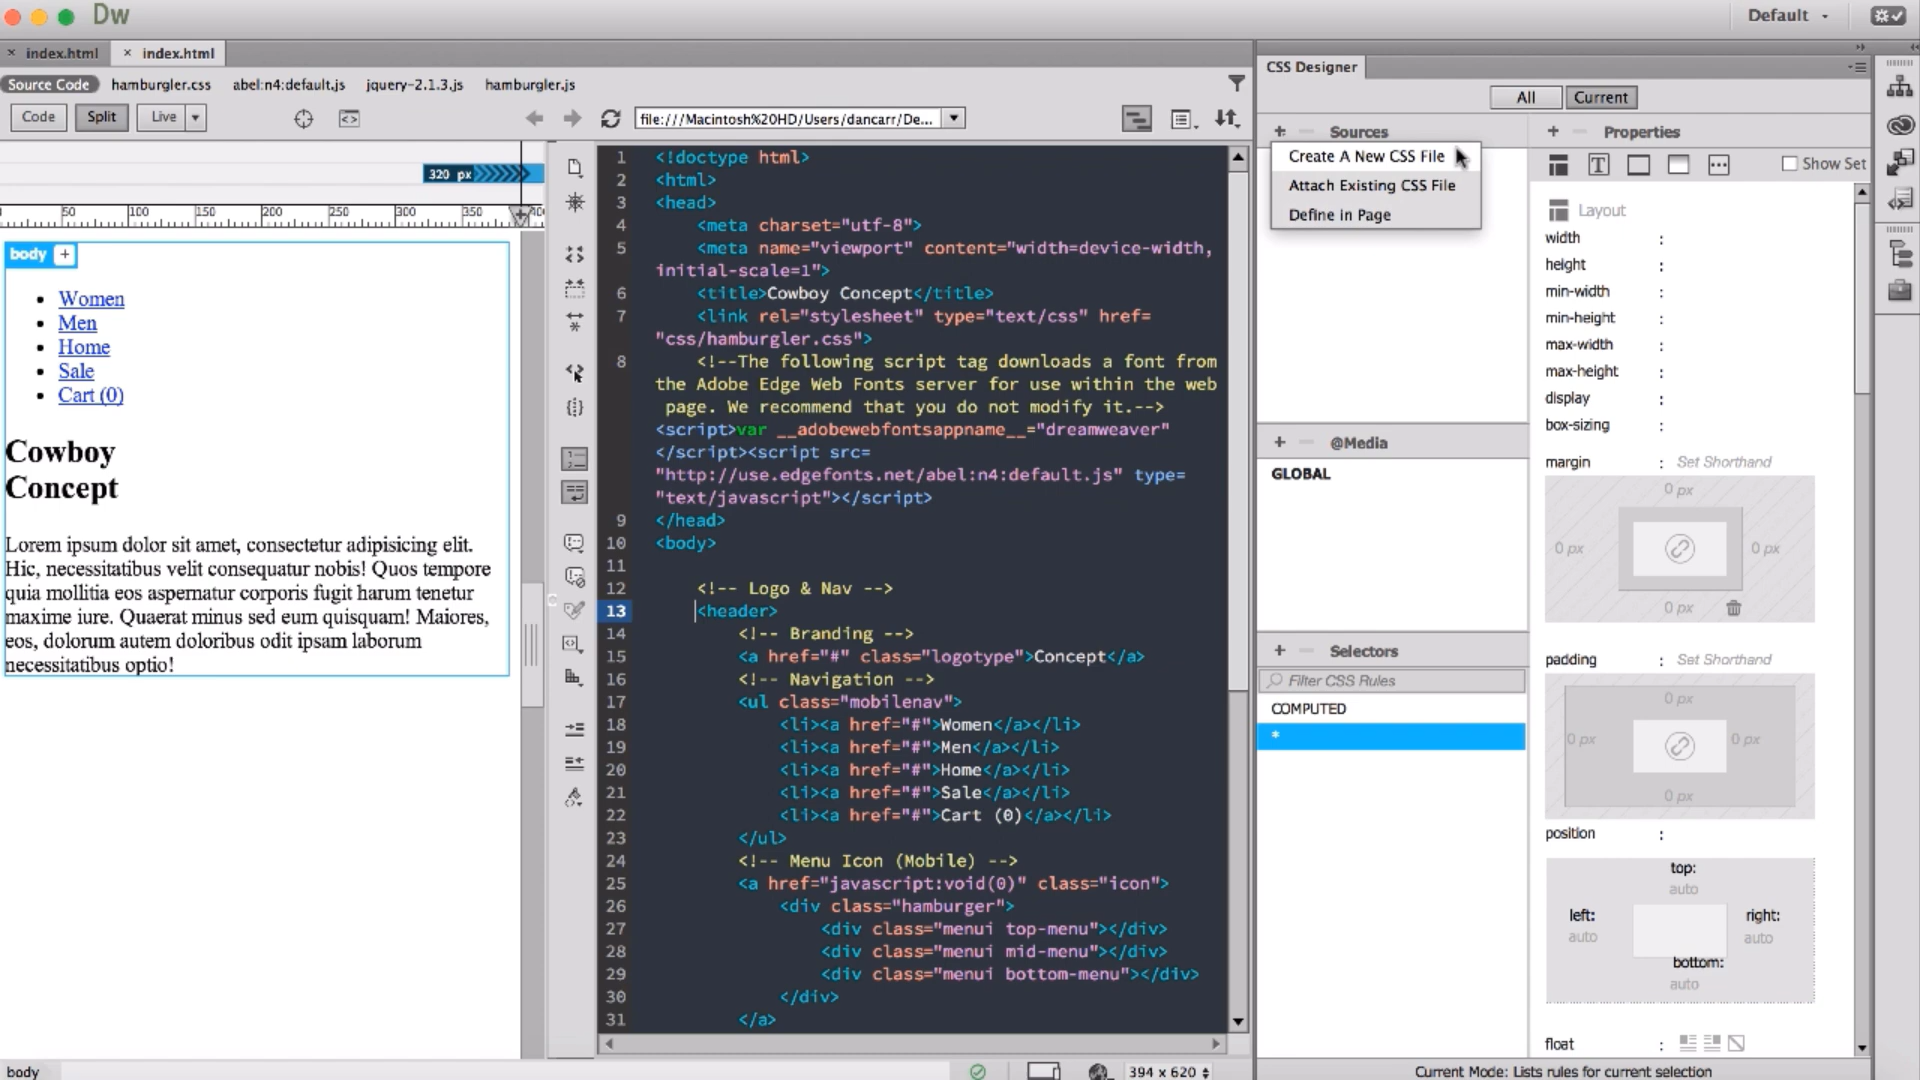 Dw
Default
index.html
index.html
Source Code hamburgler.css abel:n4:default.js jquery-2.1.3.js hamburgler.js
Code Split Live
file:///Macintosh%20HD/Users/dancarr/De...
320 px
50 100 150 200 250 300 350 400
body +
Women
Men
Home
Sale
Cart (0)
Cowboy
Concept
Lorem ipsum dolor sit amet, consectetur adipisicing elit.
Hic, necessitatibus velit consequatur nobis! Quos tempore
quia mollitia eos aspernatur corporis fugit harum tenetur
maxime iure. Quaerat minus sed eum quisquam! Maiores,
eos, dolorum autem doloribus odit ipsam laborum
necessitatibus optio!
1 <!doctype html>
2 <html>
3 <head>
4 <meta charset="utf-8">
5 <meta name="viewport" content="width=device-width,
initial-scale=1">
6 <title>Cowboy Concept</title>
7 <link rel="stylesheet" type="text/css" href=
"css/hamburgler.css">
8 <!--The following script tag downloads a font from
the Adobe Edge Web Fonts server for use within the web
page. We recommend that you do not modify it.-->
<script>var __adobewebfontsappname__="dreamweaver"
</script><script src=
"http://use.edgefonts.net/abel:n4:default.js" type=
"text/javascript"></script>
9 </head>
10 <body>
11
12 <!-- Logo & Nav -->
13 <header>
14 <!-- Branding -->
15 <a href="#" class="logotype">Concept</a>
16 <!-- Navigation -->
17 <ul class="mobilenav">
18 <li><a href="#">Women</a></li>
19 <li><a href="#">Men</a></li>
20 <li><a href="#">Home</a></li>
21 <li><a href="#">Sale</a></li>
22 <li><a href="#">Cart (0)</a></li>
23 </ul>
24 <!-- Menu Icon (Mobile) -->
25 <a href="javascript:void(0)" class="icon">
26 <div class="hamburger">
27 <div class="menui top-menu"></div>
28 <div class="menui mid-menu"></div>
29 <div class="menui bottom-menu"></div>
30 </div>
31 </a>
body
394 x 620
CSS Designer
All Current
+ Sources
Create A New CSS File
Attach Existing CSS File
Define in Page
+ @Media
GLOBAL
+ Selectors
Filter CSS Rules
COMPUTED
*
+ Properties
Show Set
Layout
width :
height :
min-width :
min-height :
max-width :
max-height :
display :
box-sizing :
margin : Set Shorthand
0 px
0 px 0 px
0 px
padding : Set Shorthand
0 px
0 px 0 px
0 px
position :
top:
auto
left: right:
auto auto
bottom:
auto
float :
Current Mode: Lists rules for current selection